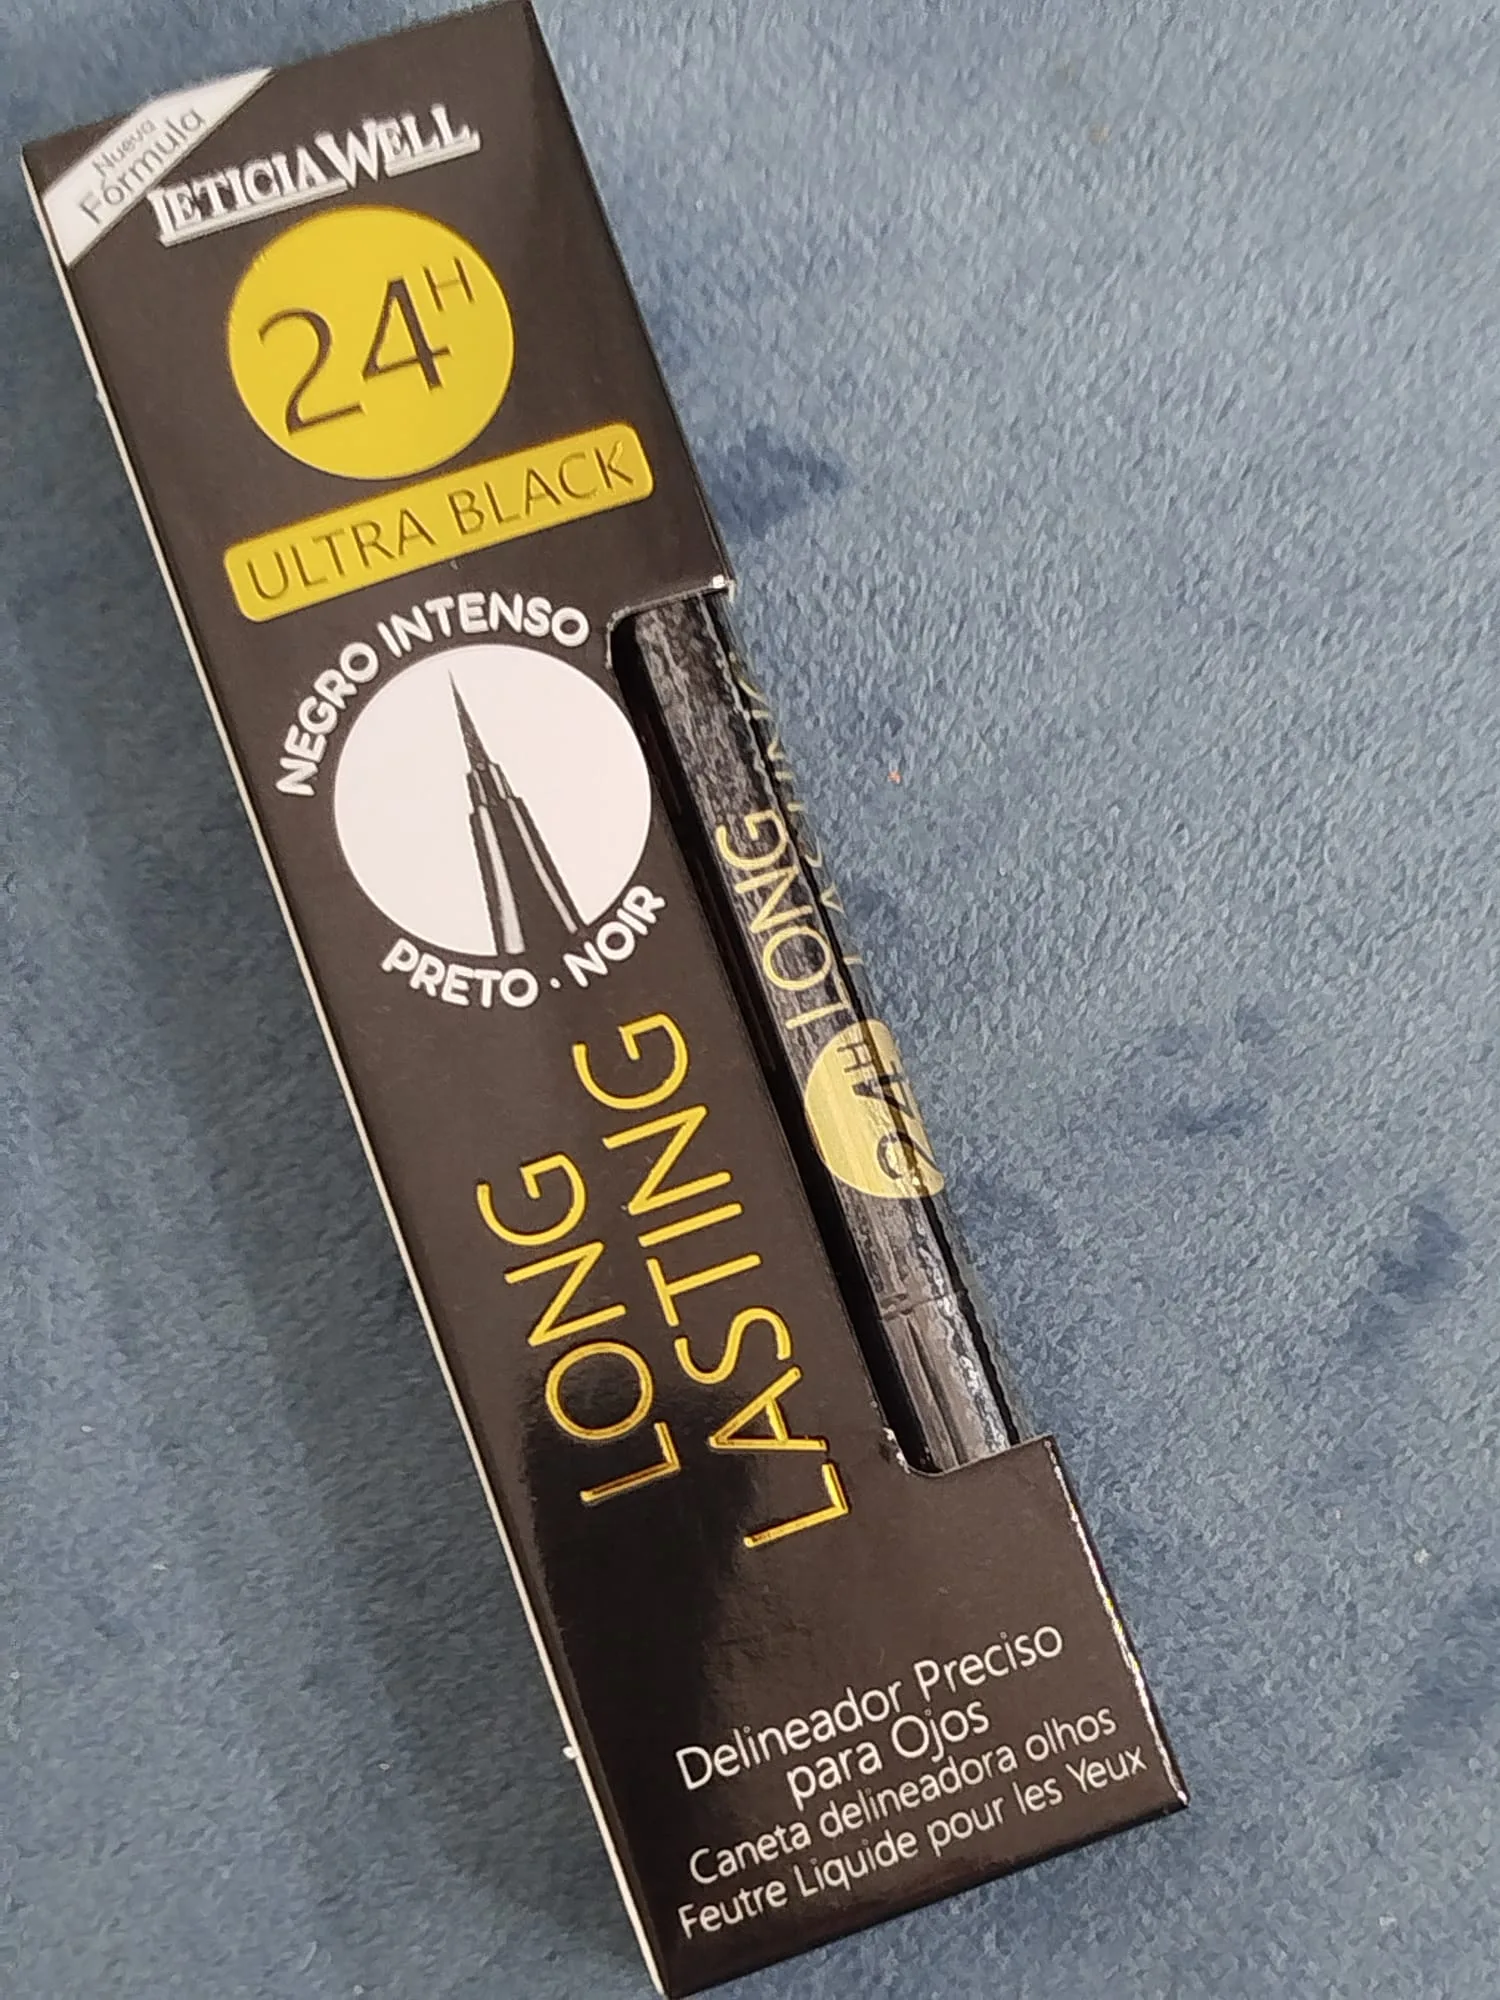 Nueva
Fórmula
LETICIA WELL
24H
ULTRA BLACK
NEGRO INTENSO
PRETO · NOIR
LONG
LASTING
LONG
24H
Delineador Preciso
para Ojos
Caneta delineadora olhos
Feutre Liquide pour les Yeux